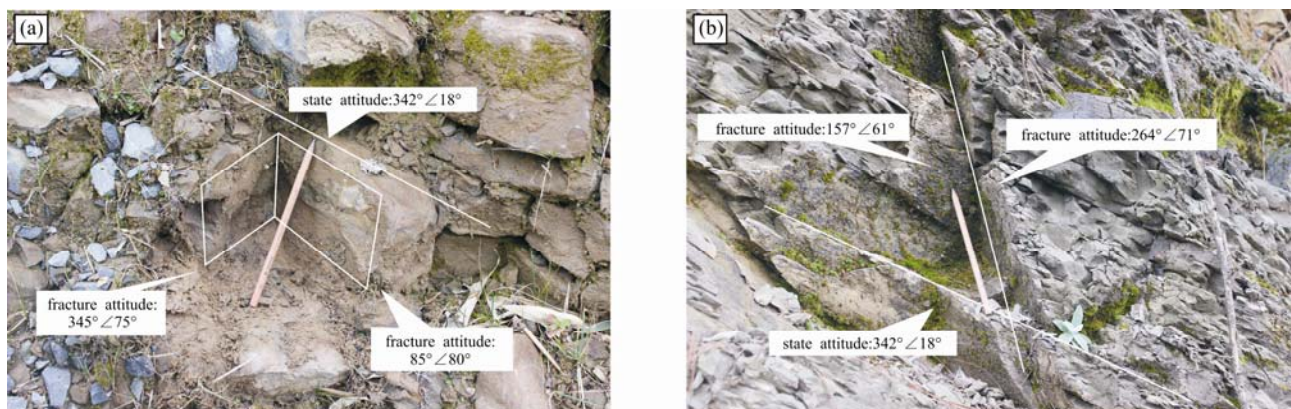 (a)
state attitude:342°∠18°
fracture attitude:
345°∠75°
fracture attitude:
85°∠80°
(b)
fracture attitude:157°∠61°
fracture attitude:264°∠71°
state attitude:342°∠18°